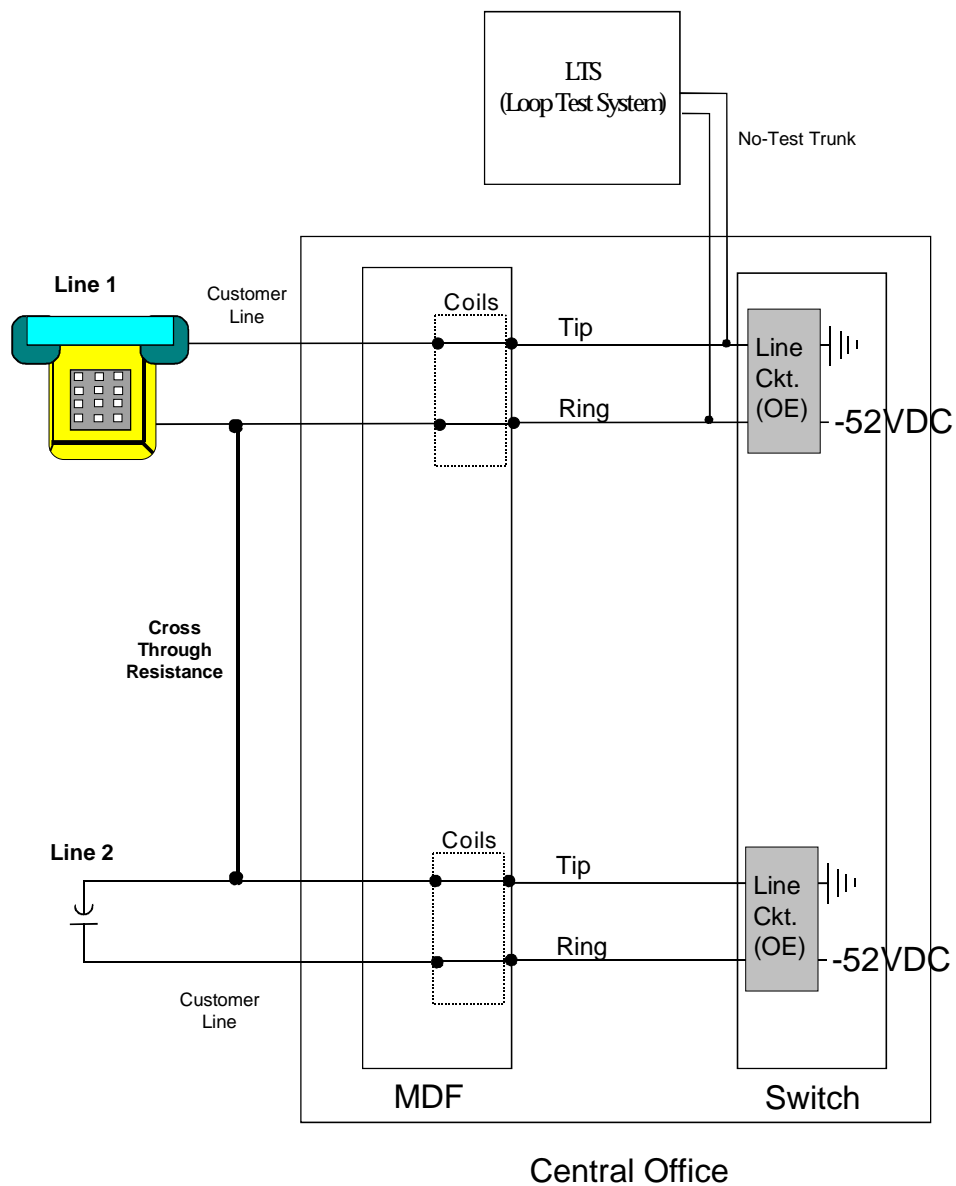 LTS
(Loop Test System)
No-Test Trunk
Line 1
Customer
Line
Coils
Tip
Line
Ckt.
(OE)
Ring
-52VDC
Cross
Through
Resistance
Line 2
Coils
Tip
Line
Ckt.
(OE)
Ring
-52VDC
Customer
Line
MDF
Switch
Central Office